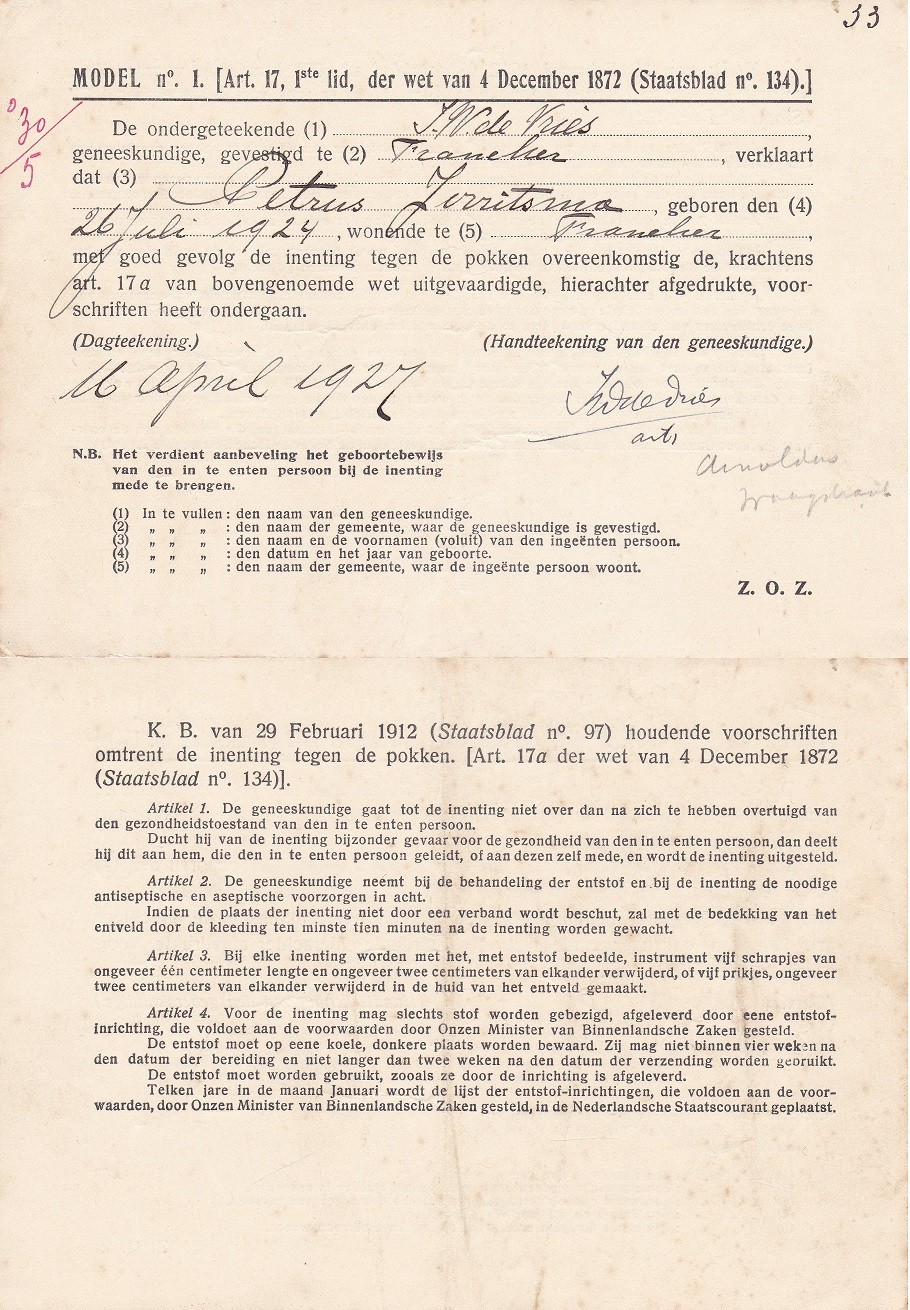 33
MODEL nº. 1. [Art. 17, 1ste lid, der wet van 4 December 1872 (Staatsblad nº. 134).]
30
5
De ondergeteekende (1) J. W. de Vries,
geneeskundige, gevestigd te (2) Franeker, verklaart
dat (3)
Petrus Jorritsma, geboren den (4)
26 Juli 1924, wonende te (5) Franeker,
met goed gevolg de inenting tegen de pokken overeenkomstig de, krachtens
art. 17a van bovengenoemde wet uitgevaardigde, hierachter afgedrukte, voor-
schriften heeft ondergaan.
(Dagteekening.) (Handteekening van den geneeskundige.)
16 April 1927
JWdeVries
arts
N.B. Het verdient aanbeveling het geboortebewijs
van den in te enten persoon bij de inenting
mede te brengen.
(1) In te vullen: den naam van den geneeskundige.
(2) „ „ „ : den naam der gemeente, waar de geneeskundige is gevestigd.
(3) „ „ „ : den naam en de voornamen (voluit) van den ingeënten persoon.
(4) „ „ „ : den datum en het jaar van geboorte.
(5) „ „ „ : den naam der gemeente, waar de ingeënte persoon woont.
Z. O. Z.
K. B. van 29 Februari 1912 (Staatsblad nº. 97) houdende voorschriften
omtrent de inenting tegen de pokken. [Art. 17a der wet van 4 December 1872
(Staatsblad nº. 134)].
Artikel 1. De geneeskundige gaat tot de inenting niet over dan na zich te hebben overtuigd van
den gezondheidstoestand van den in te enten persoon.
Ducht hij van de inenting bijzonder gevaar voor de gezondheid van den in te enten persoon, dan deelt
hij dit aan hem, die den in te enten persoon geleidt, of aan dezen zelf mede, en wordt de inenting uitgesteld.
Artikel 2. De geneeskundige neemt bij de behandeling der entstof en bij de inenting de noodige
antiseptische en aseptische voorzorgen in acht.
Indien de plaats der inenting niet door een verband wordt beschut, zal met de bedekking van het
entveld door de kleeding ten minste tien minuten na de inenting worden gewacht.
Artikel 3. Bij elke inenting worden met het, met entstof bedeelde, instrument vijf schrapjes van
ongeveer één centimeter lengte en ongeveer twee centimeters van elkander verwijderd, of vijf prikjes, ongeveer
twee centimeters van elkander verwijderd in de huid van het entveld gemaakt.
Artikel 4. Voor de inenting mag slechts stof worden gebezigd, afgeleverd door eene entstof-
inrichting, die voldoet aan de voorwaarden door Onzen Minister van Binnenlandsche Zaken gesteld.
De entstof moet op eene koele, donkere plaats worden bewaard. Zij mag niet binnen vier weken na
den datum der bereiding en niet langer dan twee weken na den datum der verzending worden gebruikt.
De entstof moet worden gebruikt, zooals ze door de inrichting is afgeleverd.
Telken jare in de maand Januari wordt de lijst der entstof-inrichtingen, die voldoen aan de voor-
waarden, door Onzen Minister van Binnenlandsche Zaken gesteld, in de Nederlandsche Staatscourant geplaatst.